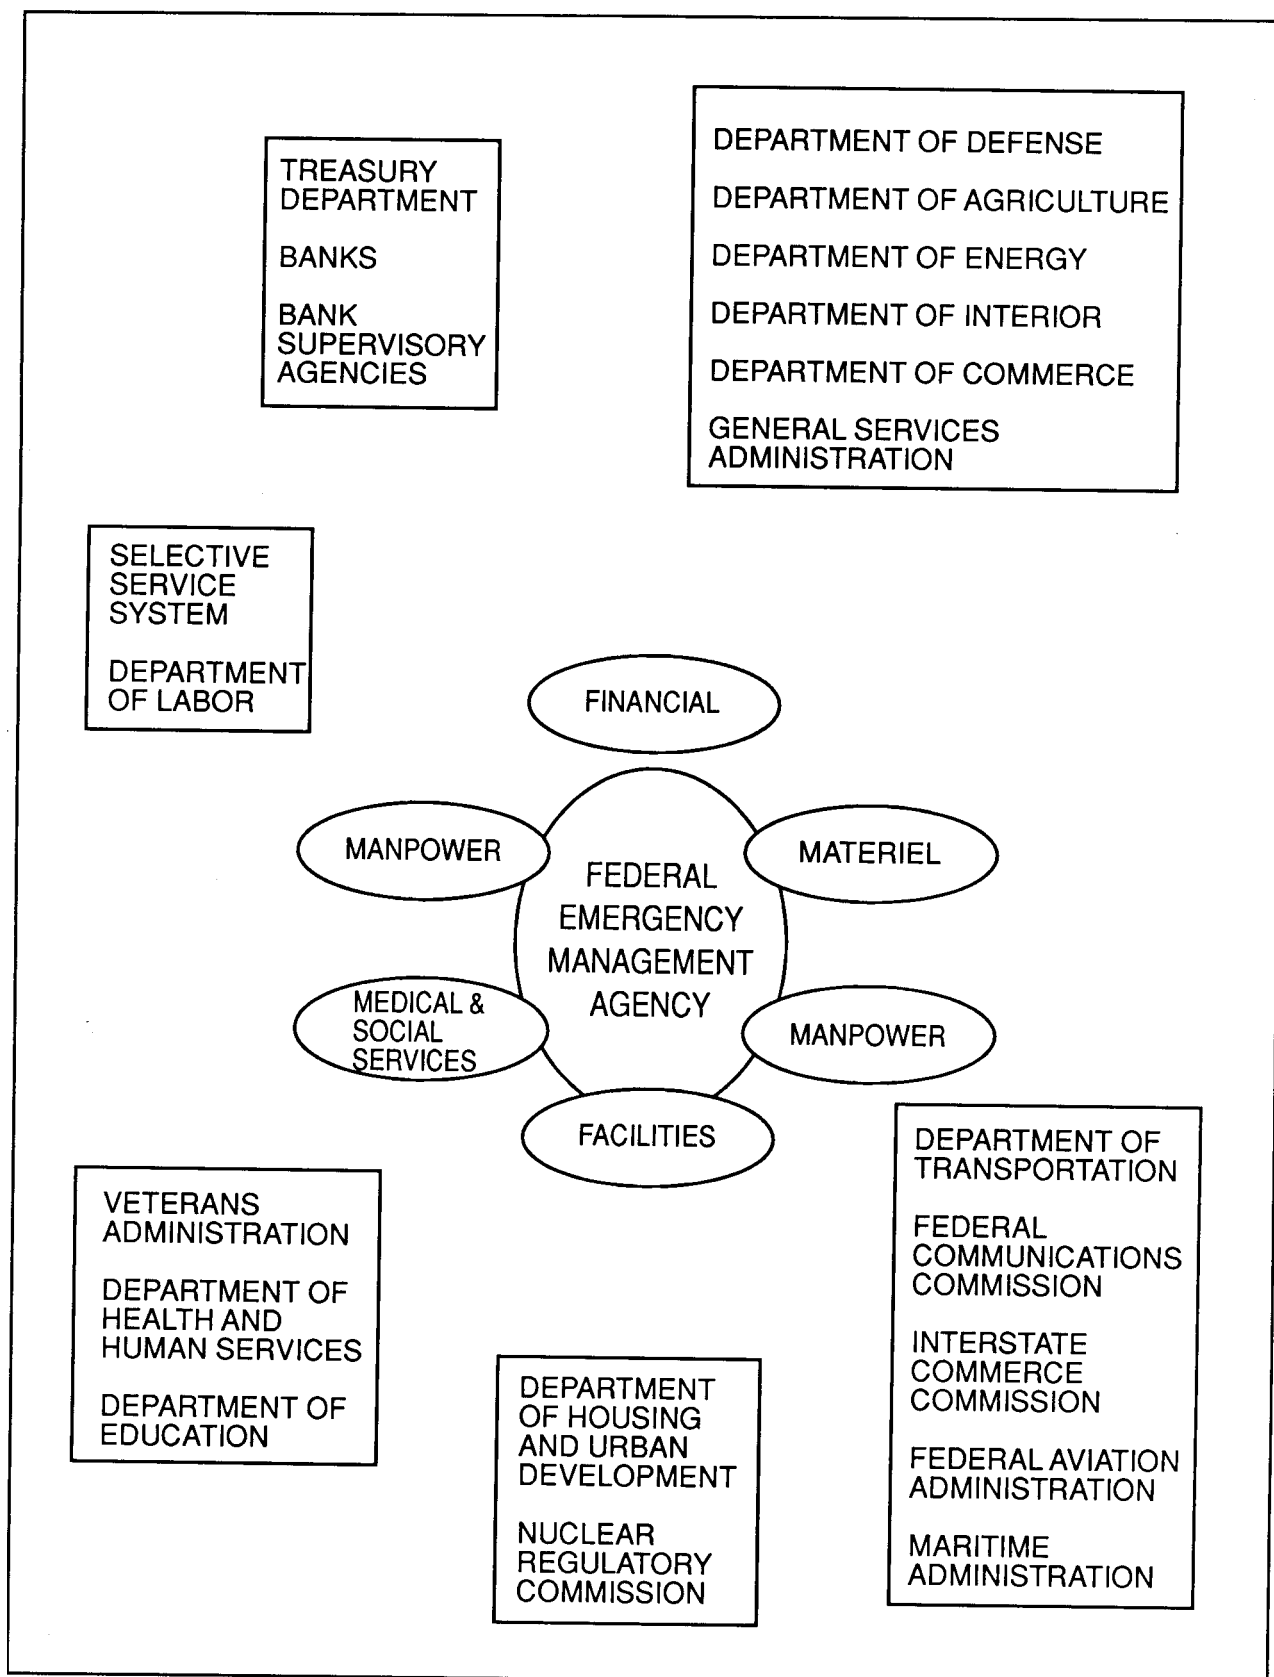 TREASURY
DEPARTMENT
BANKS
BANK
SUPERVISORY
AGENCIES
DEPARTMENT OF DEFENSE
DEPARTMENT OF AGRICULTURE
DEPARTMENT OF ENERGY
DEPARTMENT OF INTERIOR
DEPARTMENT OF COMMERCE
GENERAL SERVICES
ADMINISTRATION
SELECTIVE
SERVICE
SYSTEM
DEPARTMENT
OF LABOR
FINANCIAL
MANPOWER
MATERIEL
FEDERAL
EMERGENCY
MANAGEMENT
AGENCY
MEDICAL &
SOCIAL
SERVICES
MANPOWER
FACILITIES
VETERANS
ADMINISTRATION
DEPARTMENT OF
HEALTH AND
HUMAN SERVICES
DEPARTMENT OF
EDUCATION
DEPARTMENT
OF HOUSING
AND URBAN
DEVELOPMENT
NUCLEAR
REGULATORY
COMMISSION
DEPARTMENT OF
TRANSPORTATION
FEDERAL
COMMUNICATIONS
COMMISSION
INTERSTATE
COMMERCE
COMMISSION
FEDERAL AVIATION
ADMINISTRATION
MARITIME
ADMINISTRATION